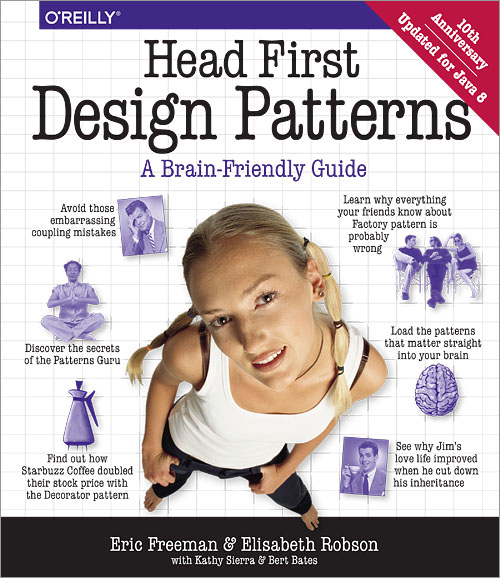 O'REILLY®
10th
Anniversary
Updated for Java 8
Head First
Design Patterns
A Brain-Friendly Guide
Avoid those
embarrassing
coupling mistakes
Learn why everything
your friends know about
Factory pattern is
probably
wrong
Discover the secrets
of the Patterns Guru
Load the patterns
that matter straight
into your brain
Find out how
Starbuzz Coffee doubled
their stock price with
the Decorator pattern
See why Jim's
love life improved
when he cut down
his inheritance
Eric Freeman & Elisabeth Robson
with Kathy Sierra & Bert Bates